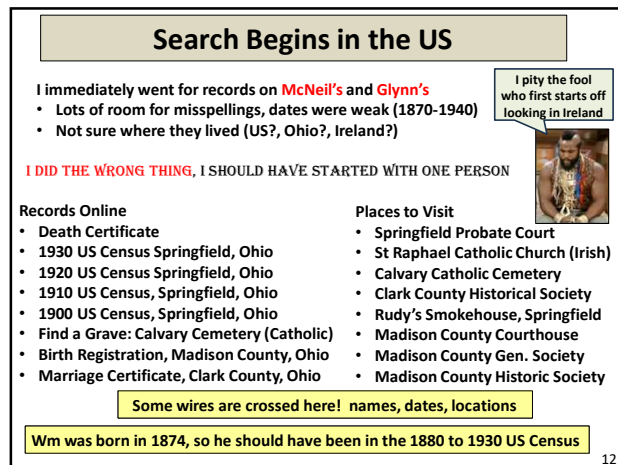 Search Begins in the US
I immediately went for records on McNeil's and Glynn's
• Lots of room for misspellings, dates were weak (1870-1940)
• Not sure where they lived (US?, Ohio?, Ireland?)
I pity the fool
who first starts off
looking in Ireland
I DID THE WRONG THING, I SHOULD HAVE STARTED WITH ONE PERSON
Records Online
• Death Certificate
• 1930 US Census Springfield, Ohio
• 1920 US Census Springfield, Ohio
• 1910 US Census, Springfield, Ohio
• 1900 US Census, Springfield, Ohio
• Find a Grave: Calvary Cemetery (Catholic)
• Birth Registration, Madison County, Ohio
• Marriage Certificate, Clark County, Ohio
Places to Visit
• Springfield Probate Court
• St Raphael Catholic Church (Irish)
• Calvary Catholic Cemetery
• Clark County Historical Society
• Rudy's Smokehouse, Springfield
• Madison County Courthouse
• Madison County Gen. Society
• Madison County Historic Society
Some wires are crossed here! names, dates, locations
Wm was born in 1874, so he should have been in the 1880 to 1930 US Census
12